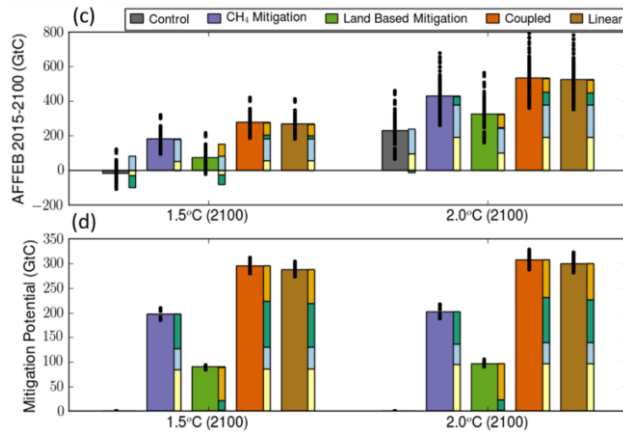 (c) Control CH₄ Mitigation Land Based Mitigation Coupled Linear
AFFEB 2015-2100 (GtC)
800
600
400
200
0
−200
1.5°C (2100) 2.0°C (2100)
(d)
Mitigation Potential (GtC)
350
300
250
200
150
100
50
0
1.5°C (2100) 2.0°C (2100)